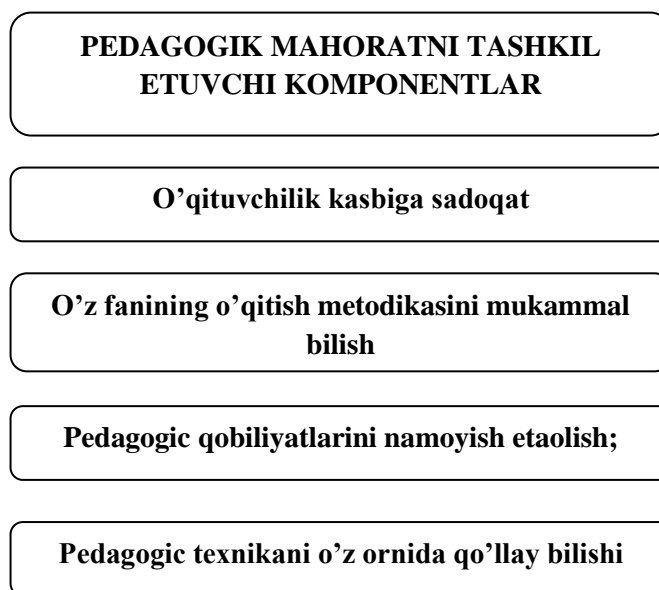 PEDAGOGIK MAHORATNI TASHKIL
ETUVCHI KOMPONENTLAR
O’qituvchilik kasbiga sadoqat
O’z fanining o’qitish metodikasini mukammal
bilish
Pedagogic qobiliyatlarini namoyish etaolish;
Pedagogic texnikani o’z ornida qo’llay bilishi